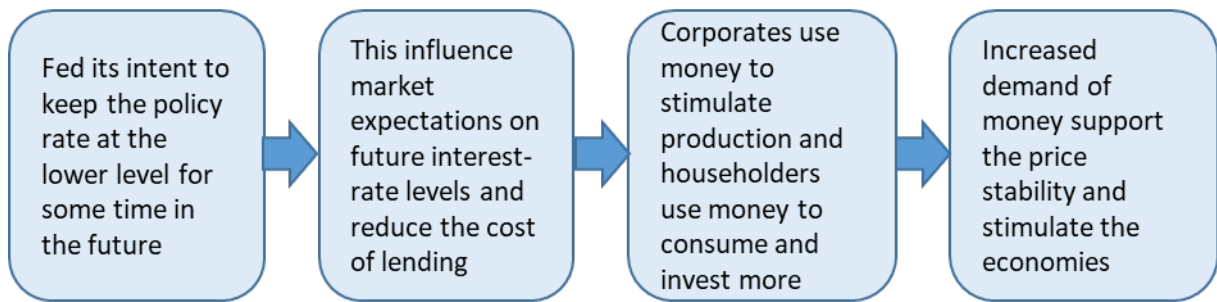 Fed its intent to
keep the policy
rate at the
lower level for
some time in
the future
This influence
market
expectations on
future interest-
rate levels and
reduce the cost
of lending
Corporates use
money to
stimulate
production and
householders
use money to
consume and
invest more
Increased
demand of
money support
the price
stability and
stimulate the
economies